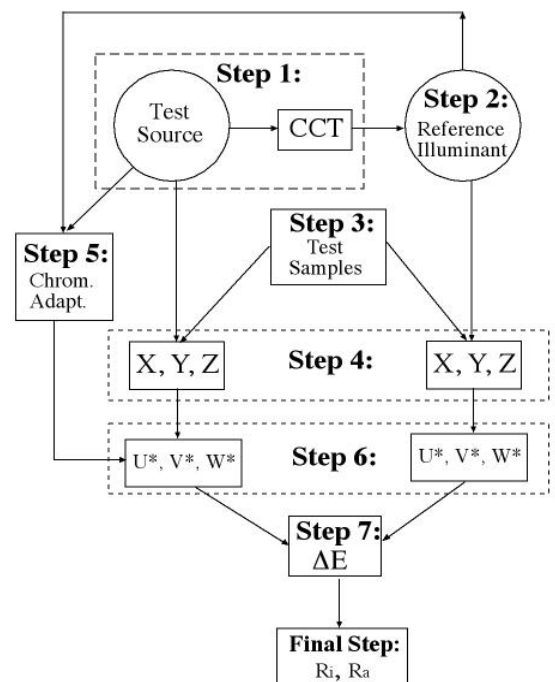 Step 1:
Test
Source
CCT
Step 2:
Reference
Illuminant
Step 3:
Test
Samples
Step 5:
Chrom.
Adapt.
X, Y, Z
Step 4:
X, Y, Z
U*, V*, W*
Step 6:
U*, V*, W*
Step 7:
ΔE
Final Step:
Ri, Ra